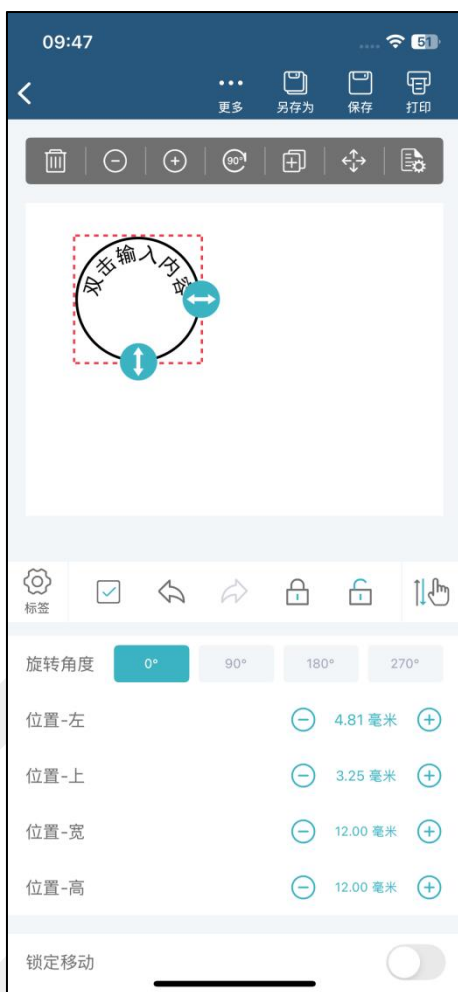 09:47
51
更多 另存为 保存 打印
90°
双击输入内容
标签
旋转角度 0° 90° 180° 270°
位置-左 4.81 毫米
位置-上 3.25 毫米
位置-宽 12.00 毫米
位置-高 12.00 毫米
锁定移动